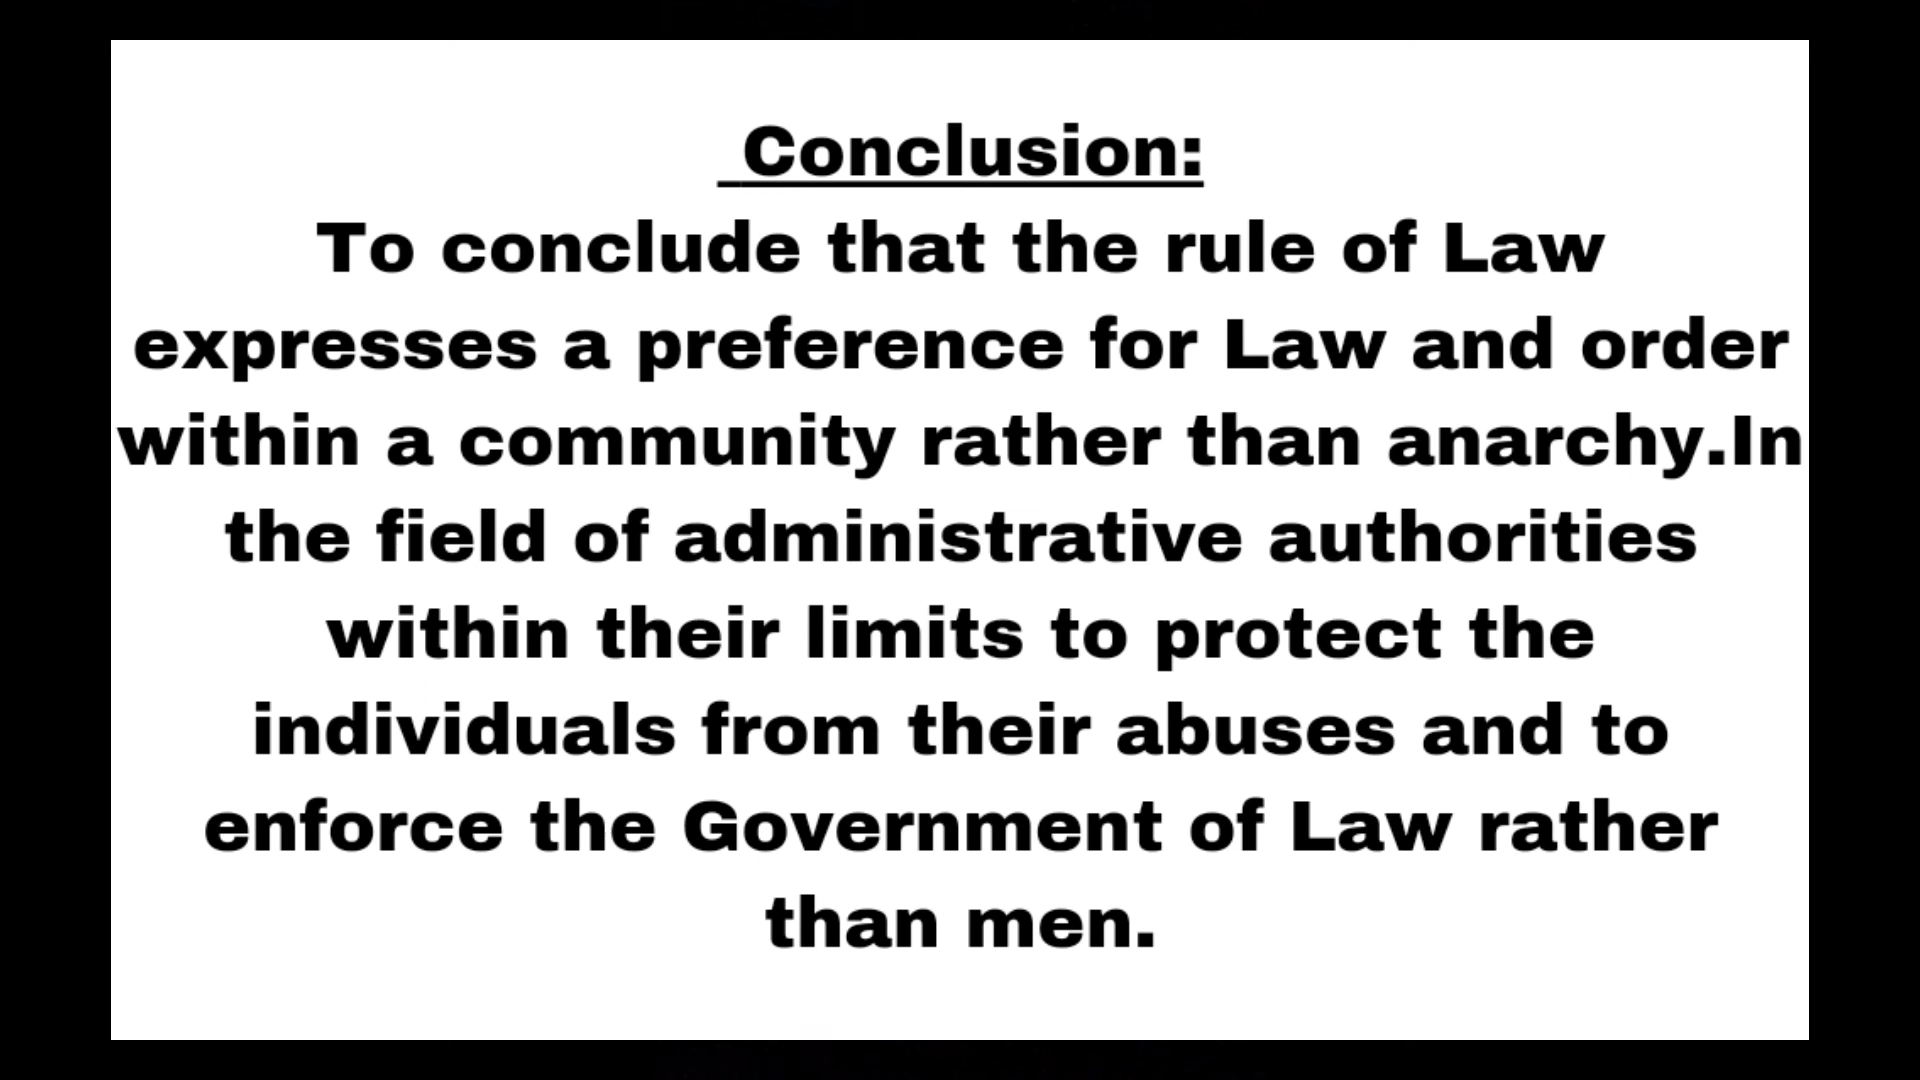 Conclusion:
To conclude that the rule of Law
expresses a preference for Law and order
within a community rather than anarchy.In
the field of administrative authorities
within their limits to protect the
individuals from their abuses and to
enforce the Government of Law rather
than men.